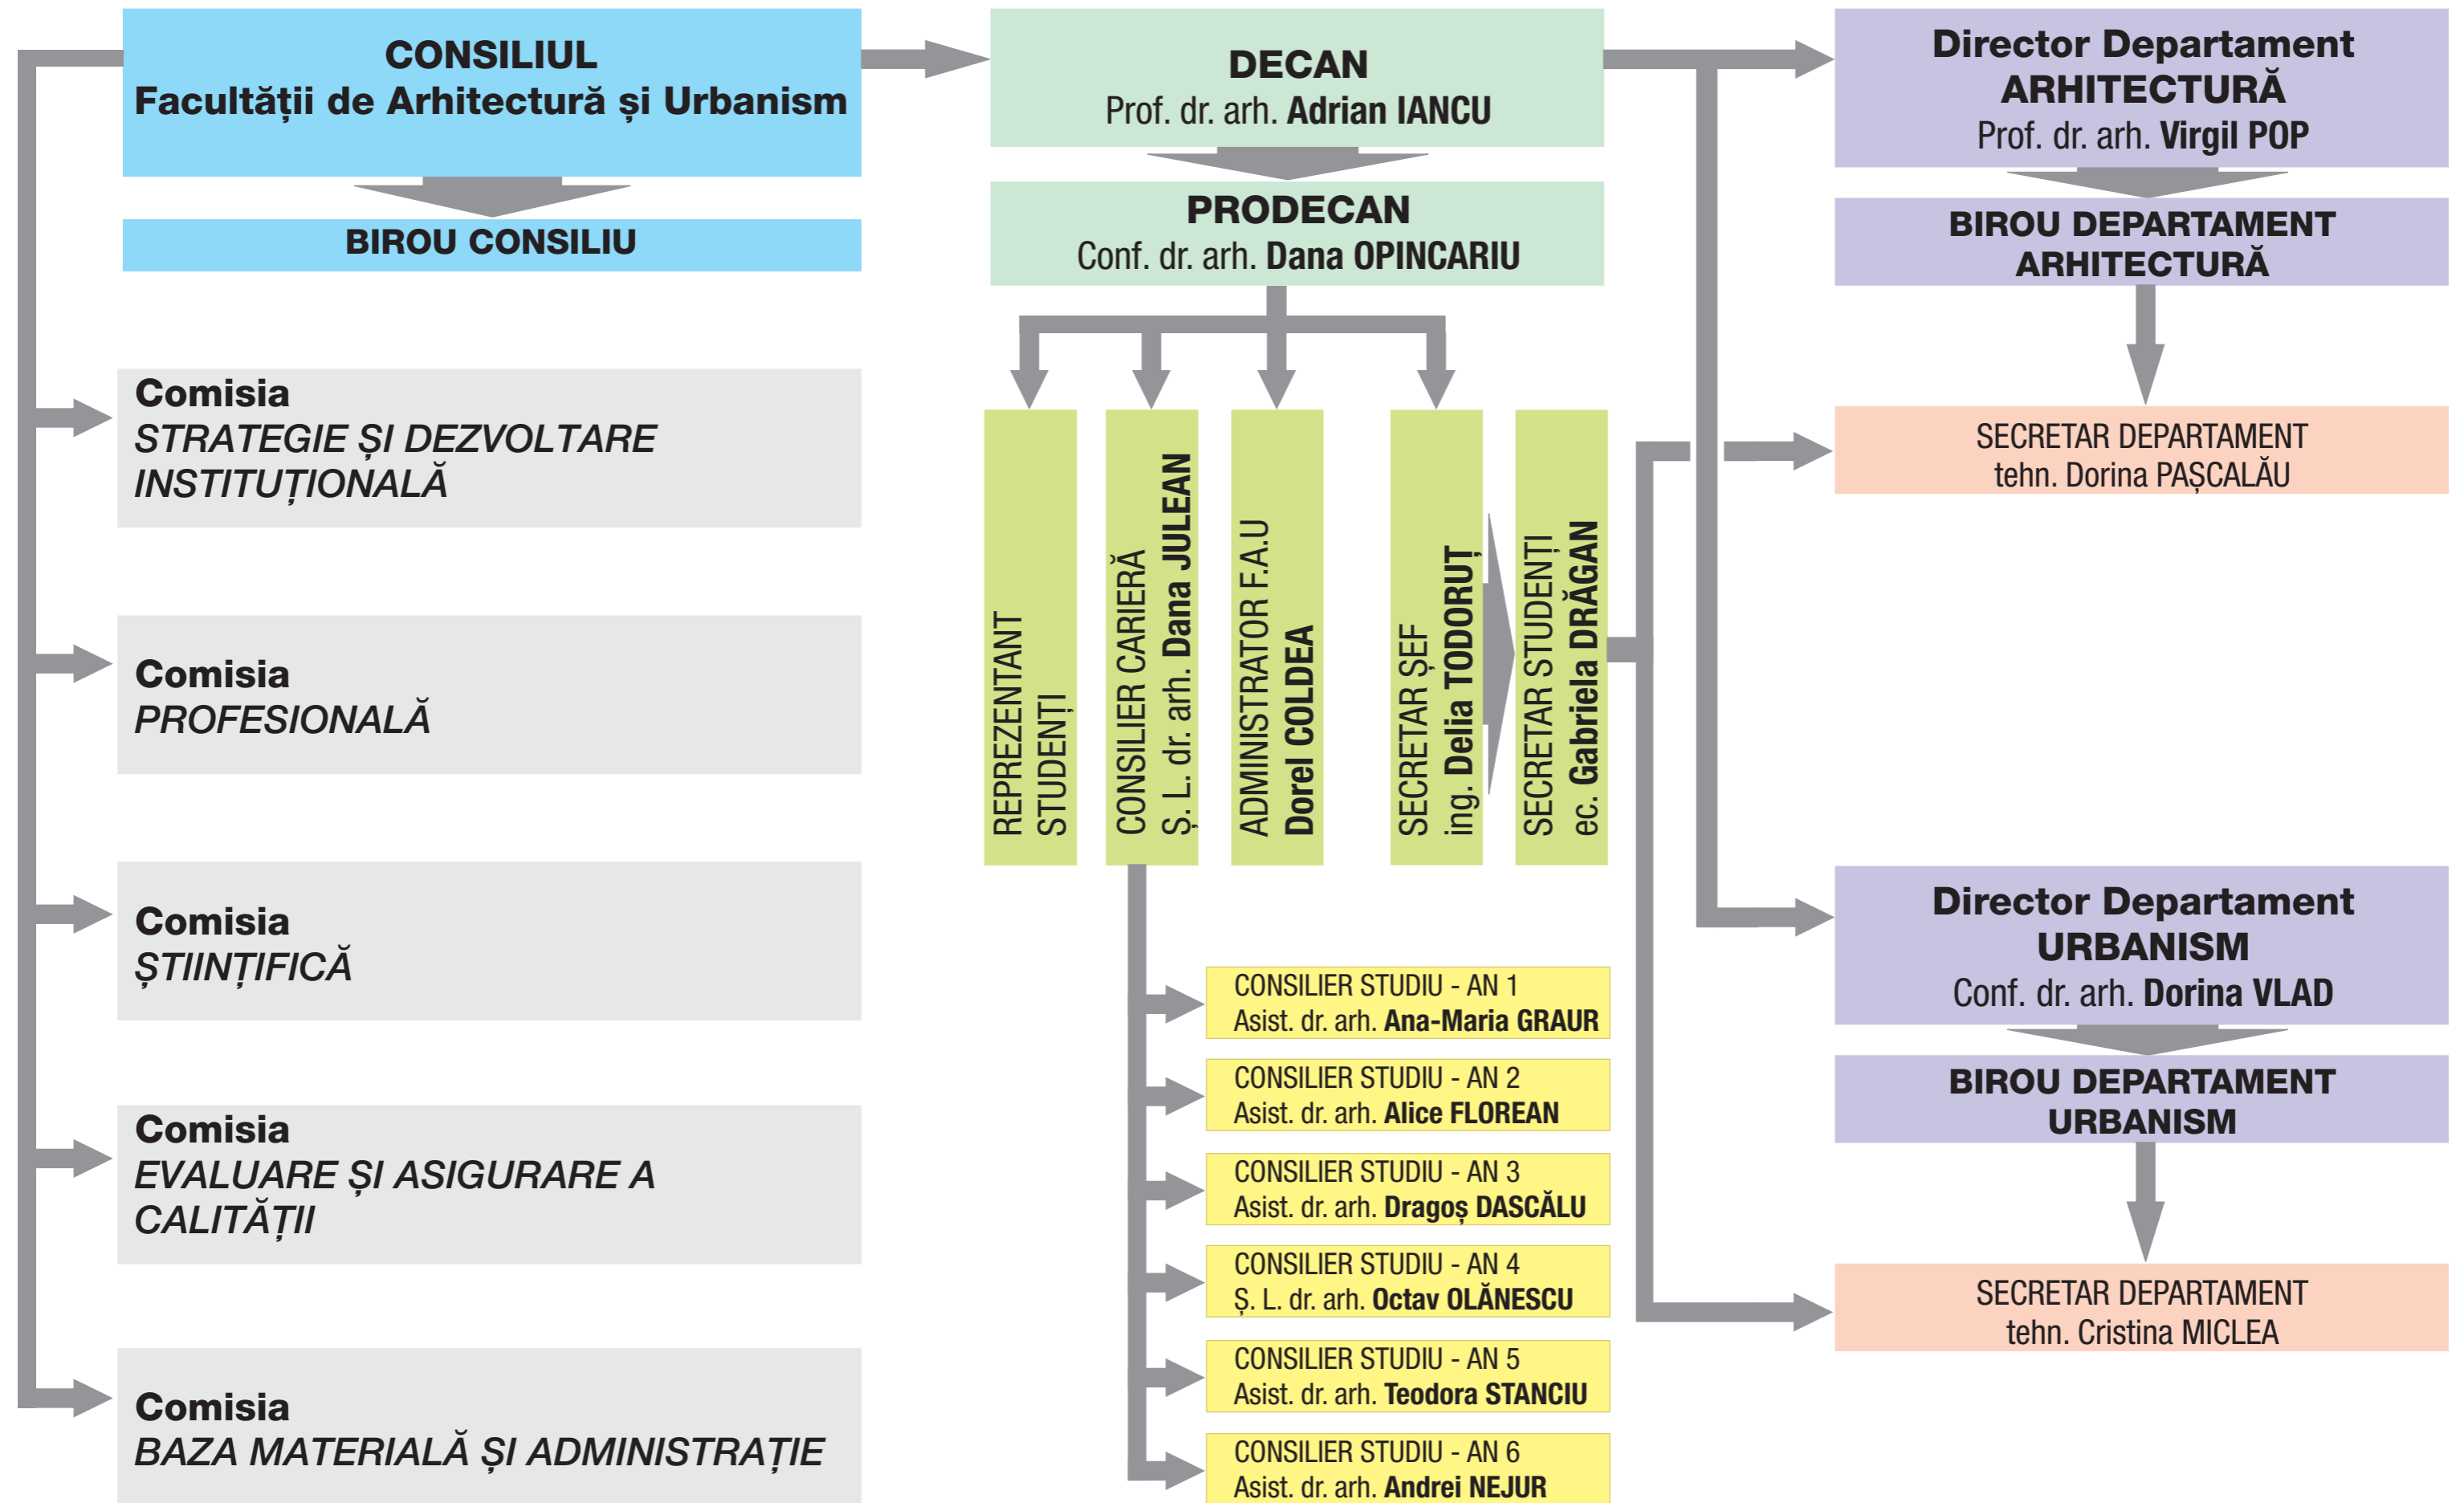 CONSILIUL
Facultății de Arhitectură și Urbanism
BIROU CONSILIU
Comisia
STRATEGIE ȘI DEZVOLTARE
INSTITUȚIONALĂ
Comisia
PROFESIONALĂ
Comisia
ȘTIINȚIFICĂ
Comisia
EVALUARE ȘI ASIGURARE A
CALITĂȚII
Comisia
BAZA MATERIALĂ ȘI ADMINISTRAȚIE
DECAN
Prof. dr. arh. Adrian IANCU
PRODECAN
Conf. dr. arh. Dana OPINCARIU
REPREZENTANT
STUDENȚI
CONSILIER CARIERĂ
Ș. L. dr. arh. Dana JULEAN
ADMINISTRATOR F.A.U
Dorel COLDEA
SECRETAR ȘEF
ing. Delia TODORUȚ
SECRETAR STUDENȚI
ec. Gabriela DRĂGAN
CONSILIER STUDIU - AN 1
Asist. dr. arh. Ana-Maria GRAUR
CONSILIER STUDIU - AN 2
Asist. dr. arh. Alice FLOREAN
CONSILIER STUDIU - AN 3
Asist. dr. arh. Dragoș DASCĂLU
CONSILIER STUDIU - AN 4
Ș. L. dr. arh. Octav OLĂNESCU
CONSILIER STUDIU - AN 5
Asist. dr. arh. Teodora STANCIU
CONSILIER STUDIU - AN 6
Asist. dr. arh. Andrei NEJUR
Director Departament
ARHITECTURĂ
Prof. dr. arh. Virgil POP
BIROU DEPARTAMENT
ARHITECTURĂ
SECRETAR DEPARTAMENT
tehn. Dorina PAȘCALĂU
Director Departament
URBANISM
Conf. dr. arh. Dorina VLAD
BIROU DEPARTAMENT
URBANISM
SECRETAR DEPARTAMENT
tehn. Cristina MICLEA